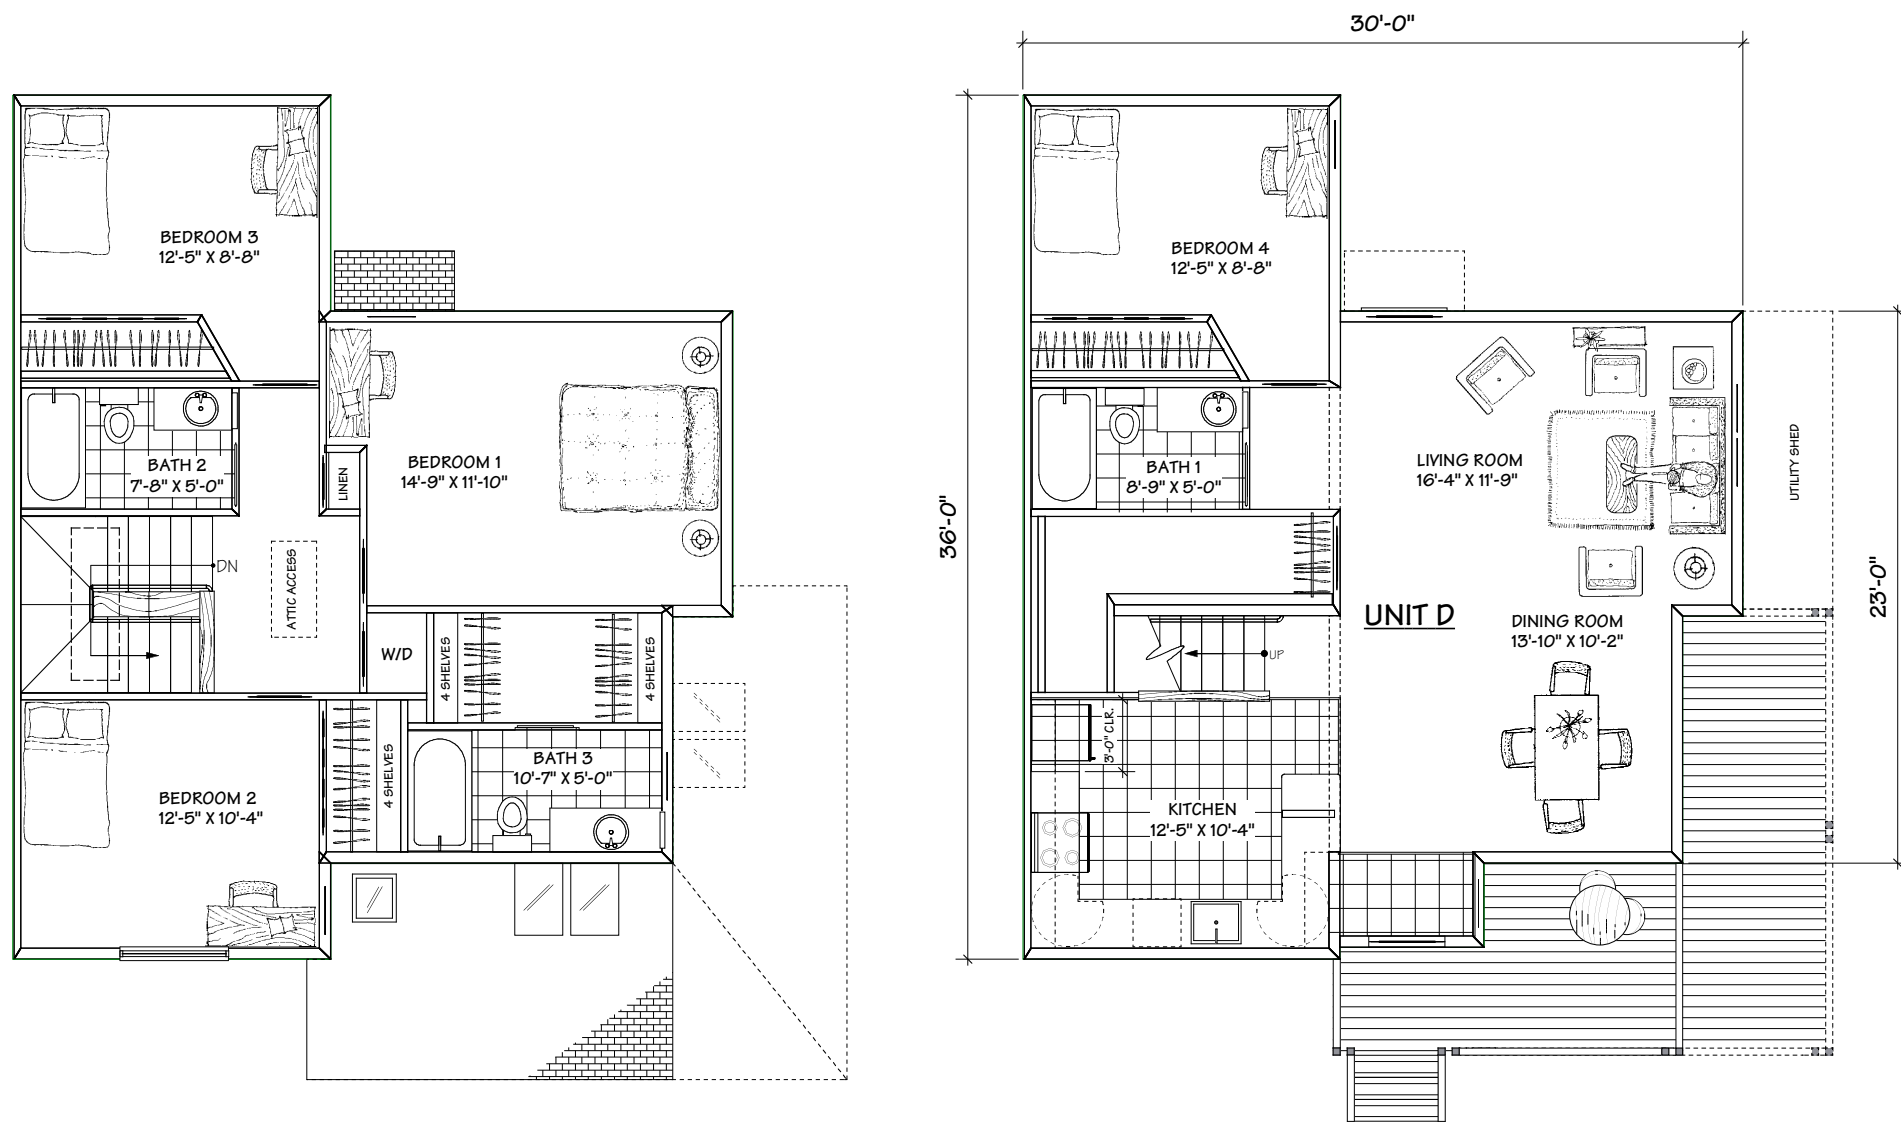 BEDROOM 3
12'-5" X 8'-8"
BATH 2
7'-8" X 5'-0"
LINEN
BEDROOM 1
14'-9" X 11'-10"
DN
ATTIC ACCESS
W/D
4 SHELVES
4 SHELVES
BEDROOM 2
12'-5" X 10'-4"
4 SHELVES
BATH 3
10'-7" X 5'-0"
30'-0"
36'-0"
BEDROOM 4
12'-5" X 8'-8"
BATH 1
8'-9" X 5'-0"
LIVING ROOM
16'-4" X 11'-9"
UTILITY SHED
23'-0"
UNIT D
DINING ROOM
13'-10" X 10'-2"
UP
3'-0" CLR.
KITCHEN
12'-5" X 10'-4"